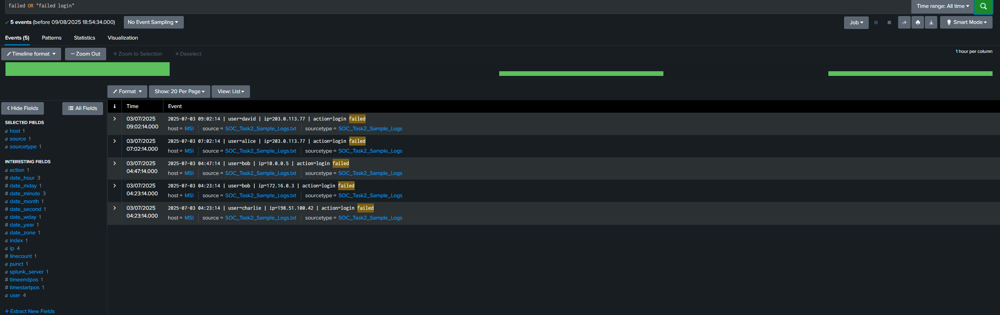 failed OR "failed login"
Time range: All time
5 events (before 09/08/2025 18:54:34.000)
No Event Sampling
Job
Smart Mode
Events (5)
Patterns
Statistics
Visualization
Timeline format
Zoom Out
+ Zoom to Selection
× Deselect
1 hour per column
Format
Show: 20 Per Page
View: List
Hide Fields
All Fields
i
Time
Event
SELECTED FIELDS
a host 1
a source 1
a sourcetype 1
INTERESTING FIELDS
a action 1
# date_hour 3
# date_mday 1
# date_minute 3
a date_month 1
# date_second 1
a date_wday 1
# date_year 1
a date_zone 1
a index 1
a ip 4
# linecount 1
a punct 1
a splunk_server 1
# timeendpos 1
# timestartpos 1
a user 4
+ Extract New Fields
03/07/2025
09:02:14.000
2025-07-03 09:02:14 | user=david | ip=203.0.113.77 | action=login failed
host = MSI source = SOC_Task2_Sample_Logs.txt sourcetype = SOC_Task2_Sample_Logs
03/07/2025
07:02:14.000
2025-07-03 07:02:14 | user=alice | ip=203.0.113.77 | action=login failed
host = MSI source = SOC_Task2_Sample_Logs.txt sourcetype = SOC_Task2_Sample_Logs
03/07/2025
04:47:14.000
2025-07-03 04:47:14 | user=bob | ip=10.0.0.5 | action=login failed
host = MSI source = SOC_Task2_Sample_Logs.txt sourcetype = SOC_Task2_Sample_Logs
03/07/2025
04:23:14.000
2025-07-03 04:23:14 | user=bob | ip=172.16.0.3 | action=login failed
host = MSI source = SOC_Task2_Sample_Logs.txt sourcetype = SOC_Task2_Sample_Logs
03/07/2025
04:23:14.000
2025-07-03 04:23:14 | user=charlie | ip=198.51.100.42 | action=login failed
host = MSI source = SOC_Task2_Sample_Logs.txt sourcetype = SOC_Task2_Sample_Logs